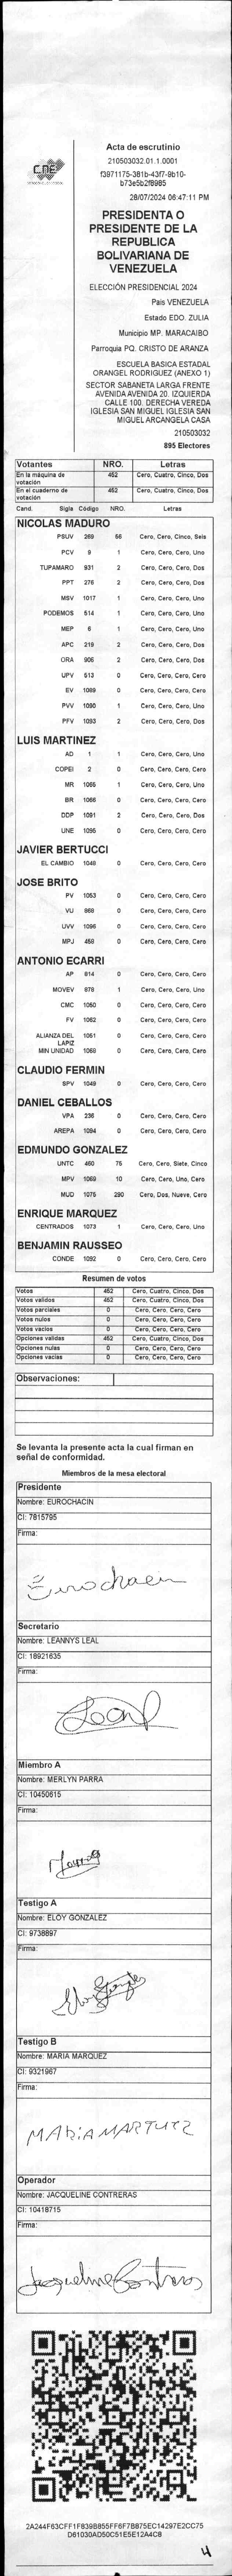 CNE
Acta de escrutinio
210503032.01.1.0001
f3971175-381b-43f7-9b10-
b73e5b2f8985
28/07/2024 06:47:11 PM
PRESIDENTA O
PRESIDENTE DE LA
REPUBLICA
BOLIVARIANA DE
VENEZUELA
ELECCIÓN PRESIDENCIAL 2024
País VENEZUELA
Estado EDO. ZULIA
Municipio MP. MARACAIBO
Parroquia PQ. CRISTO DE ARANZA
ESCUELA BASICA ESTADAL
ORANGEL RODRIGUEZ (ANEXO 1)
SECTOR SABANETA LARGA FRENTE
AVENIDA AVENIDA 20. IZQUIERDA
CALLE 100. DERECHA VEREDA
IGLESIA SAN MIGUEL IGLESIA SAN
MIGUEL ARCANGELA CASA
210503032
895 Electores
Votantes NRO. Letras
En la máquina de votación 452 Cero, Cuatro, Cinco, Dos
En el cuaderno de votación 452 Cero, Cuatro, Cinco, Dos
Cand. Sigla Código NRO. Letras
NICOLAS MADURO
PSUV 269 56 Cero, Cero, Cinco, Seis
PCV 9 1 Cero, Cero, Cero, Uno
TUPAMARO 931 2 Cero, Cero, Cero, Dos
PPT 276 2 Cero, Cero, Cero, Dos
MSV 1017 1 Cero, Cero, Cero, Uno
PODEMOS 514 1 Cero, Cero, Cero, Uno
MEP 6 1 Cero, Cero, Cero, Uno
APC 219 2 Cero, Cero, Cero, Dos
ORA 906 2 Cero, Cero, Cero, Dos
UPV 513 0 Cero, Cero, Cero, Cero
EV 1089 0 Cero, Cero, Cero, Cero
PVV 1090 1 Cero, Cero, Cero, Uno
PFV 1093 2 Cero, Cero, Cero, Dos
LUIS MARTINEZ
AD 1 1 Cero, Cero, Cero, Uno
COPEI 2 0 Cero, Cero, Cero, Cero
MR 1065 1 Cero, Cero, Cero, Uno
BR 1066 0 Cero, Cero, Cero, Cero
DDP 1091 2 Cero, Cero, Cero, Dos
UNE 1095 0 Cero, Cero, Cero, Cero
JAVIER BERTUCCI
EL CAMBIO 1048 0 Cero, Cero, Cero, Cero
JOSE BRITO
PV 1053 0 Cero, Cero, Cero, Cero
VU 868 0 Cero, Cero, Cero, Cero
UVV 1096 0 Cero, Cero, Cero, Cero
MPJ 458 0 Cero, Cero, Cero, Cero
ANTONIO ECARRI
AP 814 0 Cero, Cero, Cero, Cero
MOVEV 878 1 Cero, Cero, Cero, Uno
CMC 1050 0 Cero, Cero, Cero, Cero
FV 1062 0 Cero, Cero, Cero, Cero
ALIANZA DEL LAPIZ 1051 0 Cero, Cero, Cero, Cero
MIN UNIDAD 1058 0 Cero, Cero, Cero, Cero
CLAUDIO FERMIN
SPV 1049 0 Cero, Cero, Cero, Cero
DANIEL CEBALLOS
VPA 236 0 Cero, Cero, Cero, Cero
AREPA 1094 0 Cero, Cero, Cero, Cero
EDMUNDO GONZALEZ
UNTC 460 75 Cero, Cero, Siete, Cinco
MPV 1069 10 Cero, Cero, Uno, Cero
MUD 1075 290 Cero, Dos, Nueve, Cero
ENRIQUE MARQUEZ
CENTRADOS 1073 1 Cero, Cero, Cero, Uno
BENJAMIN RAUSSEO
CONDE 1092 0 Cero, Cero, Cero, Cero
Resumen de votos
Votos 452 Cero, Cuatro, Cinco, Dos
Votos validos 452 Cero, Cuatro, Cinco, Dos
Votos parciales 0 Cero, Cero, Cero, Cero
Votos nulos 0 Cero, Cero, Cero, Cero
Votos vacios 0 Cero, Cero, Cero, Cero
Opciones validas 452 Cero, Cuatro, Cinco, Dos
Opciones nulas 0 Cero, Cero, Cero, Cero
Opciones vacias 0 Cero, Cero, Cero, Cero
Observaciones:
Se levanta la presente acta la cual firman en
señal de conformidad.
Miembros de la mesa electoral
Presidente
Nombre: EUROCHACIN
CI: 7815795
Firma:
Eurochacin
Secretario
Nombre: LEANNYS LEAL
CI: 18921635
Firma:
Leal
Miembro A
Nombre: MERLYN PARRA
CI: 10450615
Firma:
Testigo A
Nombre: ELOY GONZALEZ
CI: 9738897
Firma:
Testigo B
Nombre: MARIA MARQUEZ
CI: 9321967
Firma:
Operador
Nombre: JACQUELINE CONTRERAS
CI: 10418715
Firma:
Jacqueline Contreras
2A244F63CFF1F839B855FF6F7B875EC14297E2CC75
D61030AD50C51E5E12A4C8
4